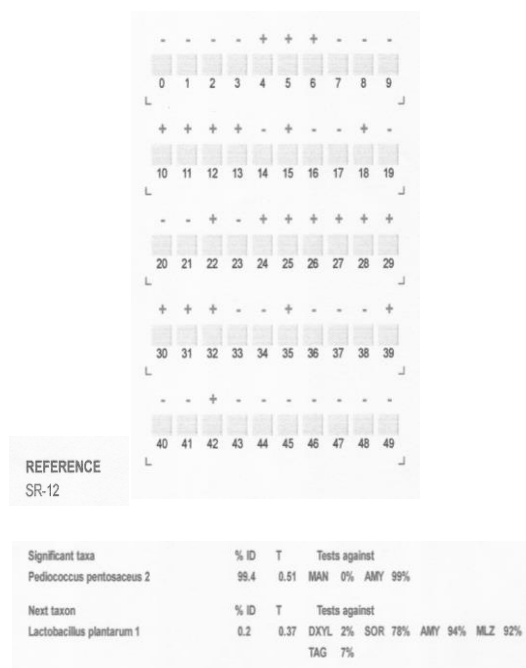 - - - - + + + - - -
0 1 2 3 4 5 6 7 8 9
+ + + + - + - - + -
10 11 12 13 14 15 16 17 18 19
- - + - + + + + + +
20 21 22 23 24 25 26 27 28 29
+ + + - - + - - - +
30 31 32 33 34 35 36 37 38 39
- - + - - - - - - -
40 41 42 43 44 45 46 47 48 49
REFERENCE
SR-12
Significant taxa % ID T Tests against
Pediococcus pentosaceus 2 99.4 0.51 MAN 0% AMY 99%
Next taxon % ID T Tests against
Lactobacillus plantarum 1 0.2 0.37 DXYL 2% SOR 78% AMY 94% MLZ 92%
TAG 7%